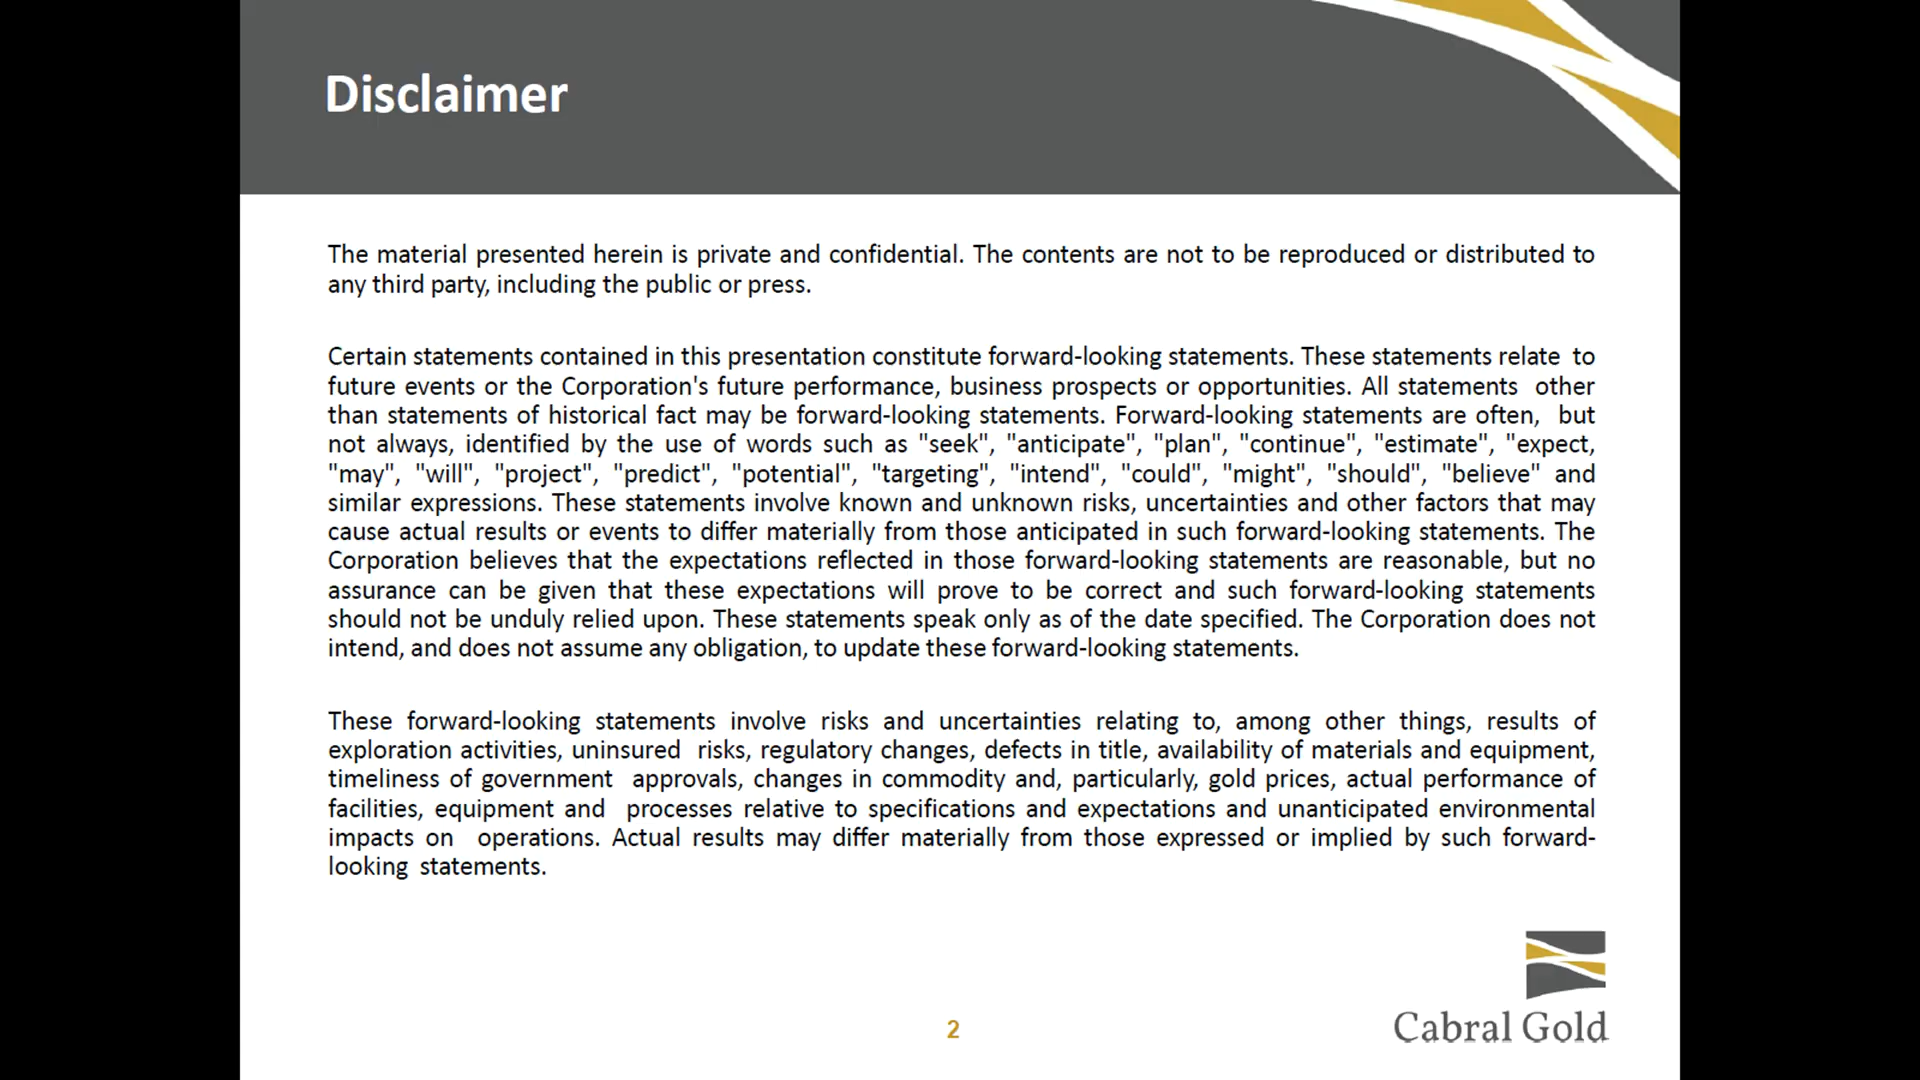 Disclaimer
The material presented herein is private and confidential. The contents are not to be reproduced or distributed to
any third party, including the public or press.
Certain statements contained in this presentation constitute forward-looking statements. These statements relate to
future events or the Corporation's future performance, business prospects or opportunities. All statements other
than statements of historical fact may be forward-looking statements. Forward-looking statements are often, but
not always, identified by the use of words such as "seek", "anticipate", "plan", "continue", "estimate", "expect,
"may", "will", "project", "predict", "potential", "targeting", "intend", "could", "might", "should", "believe" and
similar expressions. These statements involve known and unknown risks, uncertainties and other factors that may
cause actual results or events to differ materially from those anticipated in such forward-looking statements. The
Corporation believes that the expectations reflected in those forward-looking statements are reasonable, but no
assurance can be given that these expectations will prove to be correct and such forward-looking statements
should not be unduly relied upon. These statements speak only as of the date specified. The Corporation does not
intend, and does not assume any obligation, to update these forward-looking statements.
These forward-looking statements involve risks and uncertainties relating to, among other things, results of
exploration activities, uninsured risks, regulatory changes, defects in title, availability of materials and equipment,
timeliness of government approvals, changes in commodity and, particularly, gold prices, actual performance of
facilities, equipment and processes relative to specifications and expectations and unanticipated environmental
impacts on operations. Actual results may differ materially from those expressed or implied by such forward-
looking statements.
2
Cabral Gold